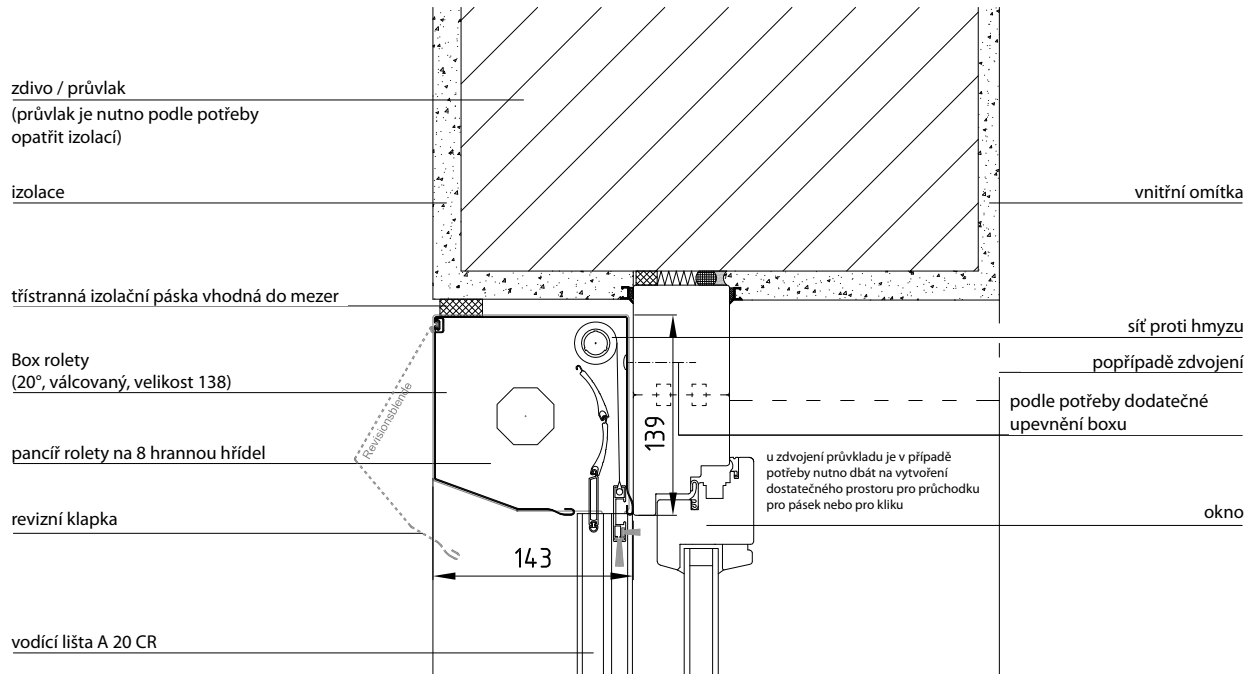 zdivo / průvlak
(průvlak je nutno podle potřeby
opatřit izolací)
izolace
třístranná izolační páska vhodná do mezer
Box rolety
(20°, válcovaný, velikost 138)
pancíř rolety na 8 hrannou hřídel
revizní klapka
vodící lišta A 20 CR
Revisionsblende
143
139
vnitřní omítka
síť proti hmyzu
popřípadě zdvojení
podle potřeby dodatečné
upevnění boxu
u zdvojení průvkladu je v případě
potřeby nutno dbát na vytvoření
dostatečného prostoru pro průchodku
pro pásek nebo pro kliku
okno